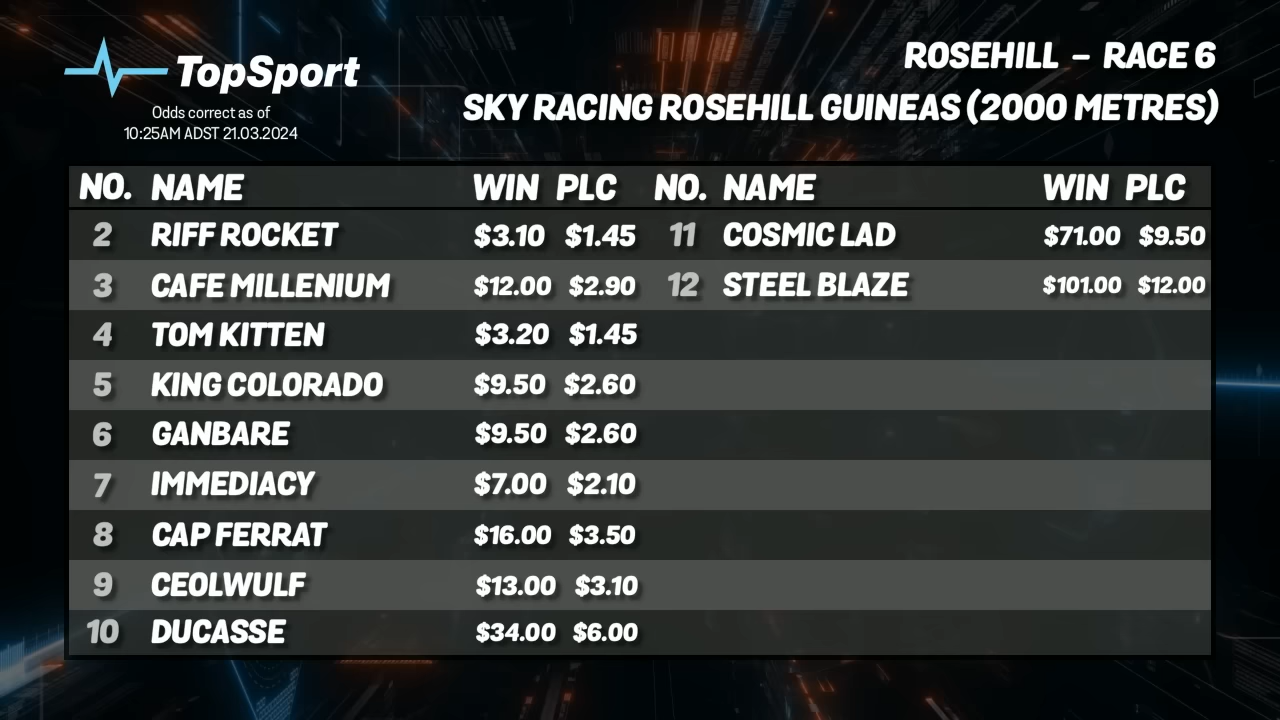 TopSport
Odds correct as of
10:25AM ADST 21.03.2024
ROSEHILL – RACE 6
SKY RACING ROSEHILL GUINEAS (2000 METRES)
NO. NAME WIN PLC NO. NAME WIN PLC
2 RIFF ROCKET $3.10 $1.45 11 COSMIC LAD $71.00 $9.50
3 CAFE MILLENIUM $12.00 $2.90 12 STEEL BLAZE $101.00 $12.00
4 TOM KITTEN $3.20 $1.45
5 KING COLORADO $9.50 $2.60
6 GANBARE $9.50 $2.60
7 IMMEDIACY $7.00 $2.10
8 CAP FERRAT $16.00 $3.50
9 CEOLWULF $13.00 $3.10
10 DUCASSE $34.00 $6.00